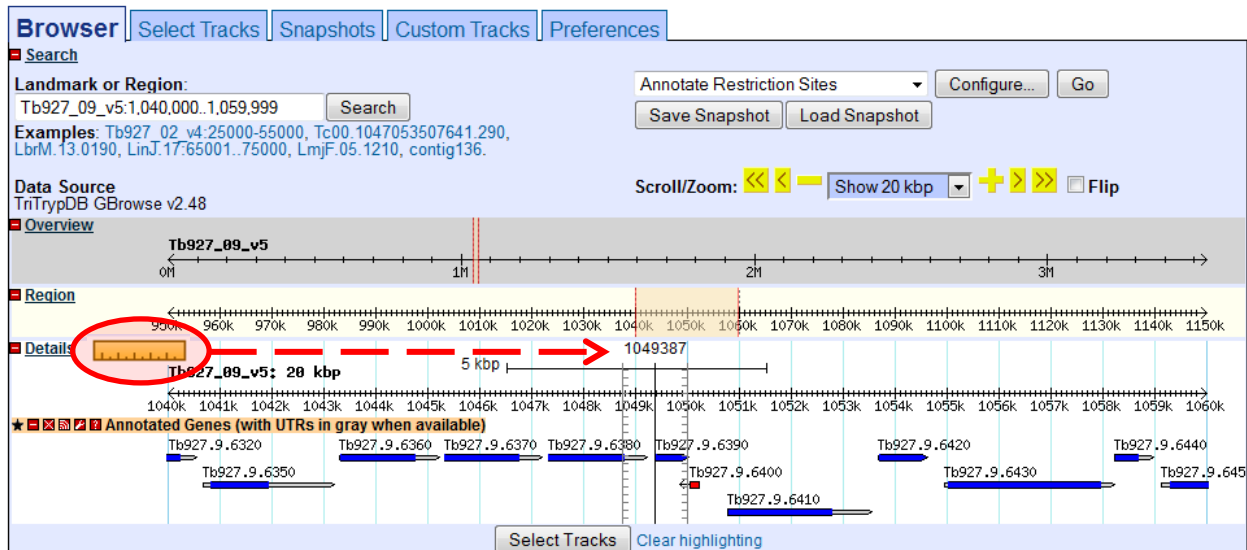 Browser Select Tracks Snapshots Custom Tracks Preferences
Search
Landmark or Region:
Tb927_09_v5:1,040,000..1,059,999 Search
Annotate Restriction Sites Configure... Go
Save Snapshot Load Snapshot
Examples: Tb927_02_v4:25000-55000, Tc00.1047053507641.290,
LbrM.13.0190, LinJ.17:65001..75000, LmjF.05.1210, contig136.
Data Source
TriTrypDB GBrowse v2.48
Scroll/Zoom: << < Show 20 kbp + > >> Flip
Overview
Tb927_09_v5
0M 1M 2M 3M
Region
950k 960k 970k 980k 990k 1000k 1010k 1020k 1030k 1040k 1050k 1060k 1070k 1080k 1090k 1100k 1110k 1120k 1130k 1140k 1150k
Details
1049387
5 kbp
Tb927_09_v5: 20 kbp
1040k 1041k 1042k 1043k 1044k 1045k 1046k 1047k 1048k 1049k 1050k 1051k 1052k 1053k 1054k 1055k 1056k 1057k 1058k 1059k 1060k
Annotated Genes (with UTRs in gray when available)
Tb927.9.6320 Tb927.9.6360 Tb927.9.6370 Tb927.9.6380 Tb927.9.6390 Tb927.9.6420 Tb927.9.6440
Tb927.9.6350 Tb927.9.6400 Tb927.9.6430 Tb927.9.645
Tb927.9.6410
Select Tracks Clear highlighting